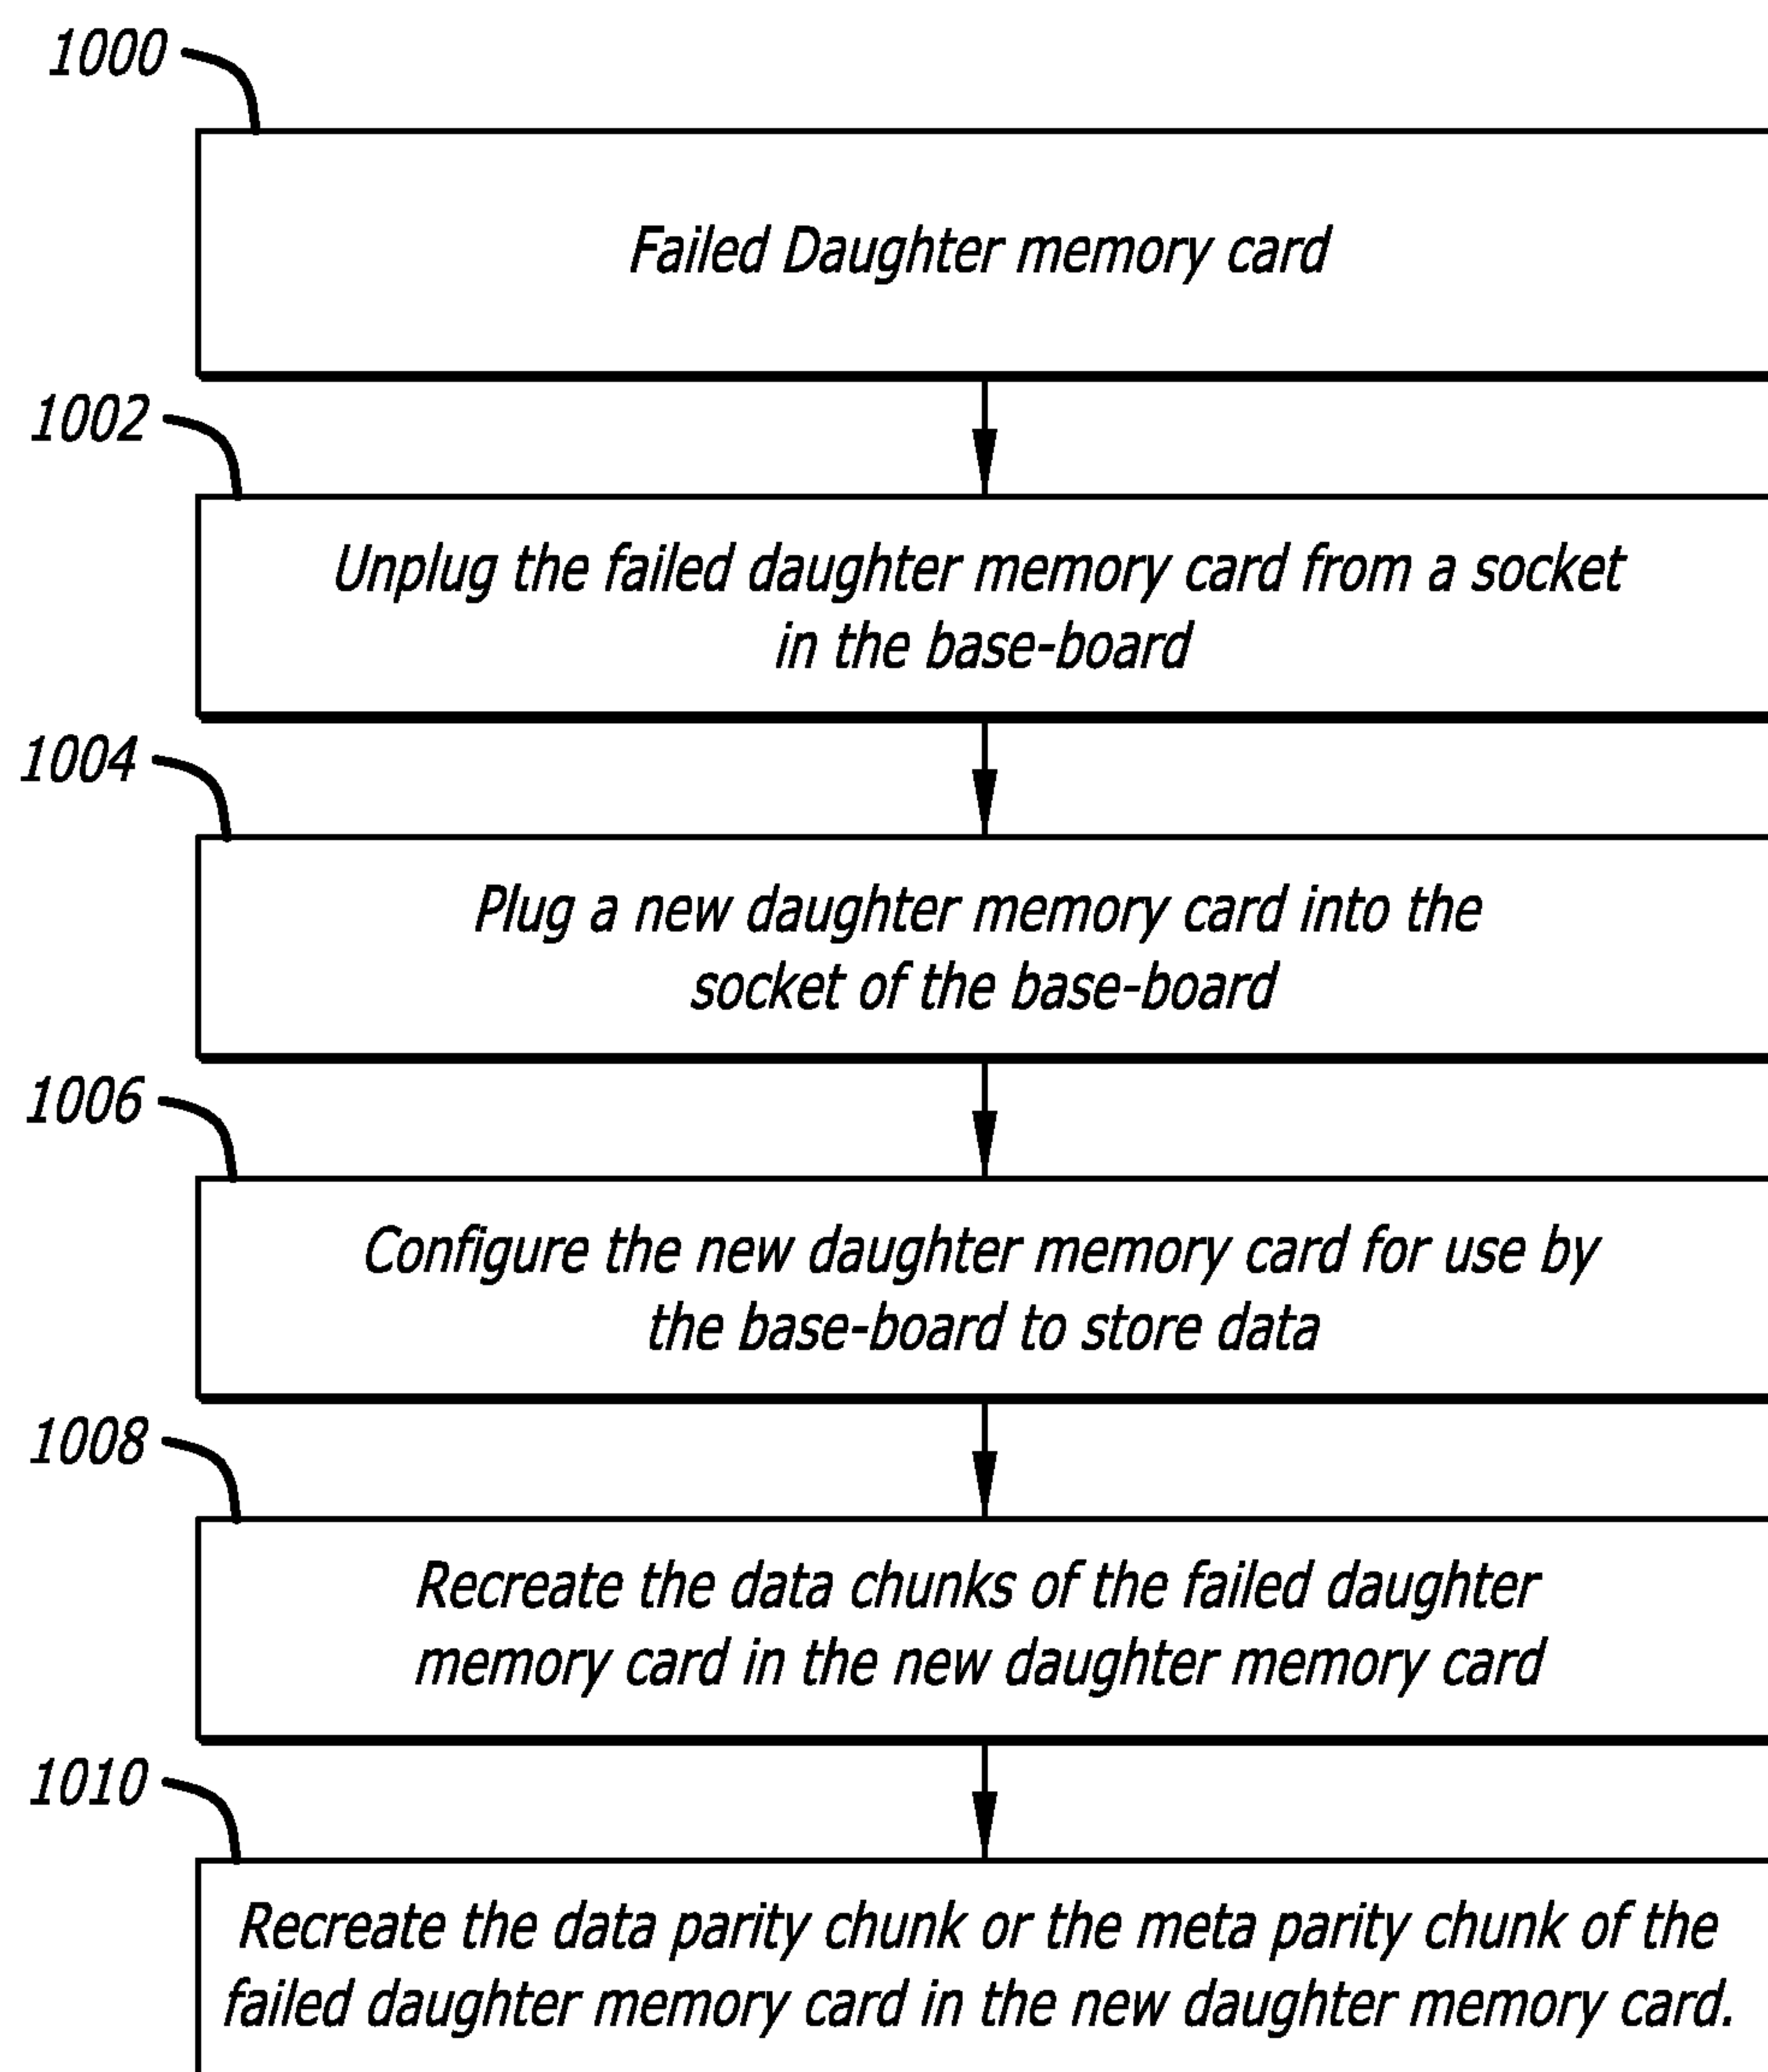 1000
Failed Daughter memory card
1002
Unplug the failed daughter memory card from a socket
in the base-board
1004
Plug a new daughter memory card into the
socket of the base-board
1006
Configure the new daughter memory card for use by
the base-board to store data
1008
Recreate the data chunks of the failed daughter
memory card in the new daughter memory card
1010
Recreate the data parity chunk or the meta parity chunk of the
failed daughter memory card in the new daughter memory card.